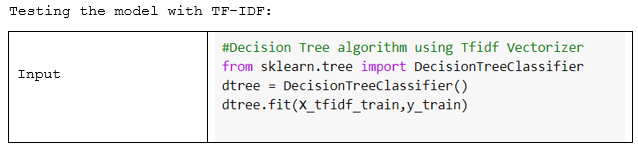 Testing the model with TF-IDF:
Input
#Decision Tree algorithm using Tfidf Vectorizer
from sklearn.tree import DecisionTreeClassifier
dtree = DecisionTreeClassifier()
dtree.fit(X_tfidf_train,y_train)